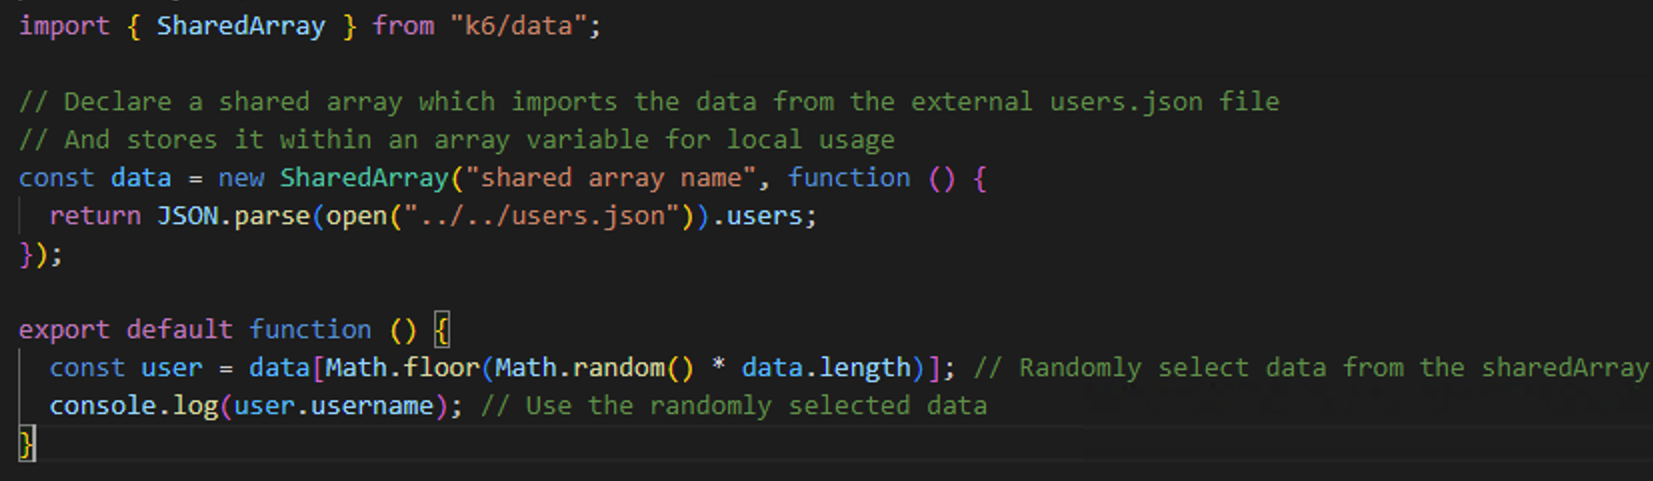 import { SharedArray } from "k6/data";
// Declare a shared array which imports the data from the external users.json file
// And stores it within an array variable for local usage
const data = new SharedArray("shared array name", function () {
return JSON.parse(open("../../users.json")).users;
});
export default function () {
const user = data[Math.floor(Math.random() * data.length)]; // Randomly select data from the sharedArray
console.log(user.username); // Use the randomly selected data
}